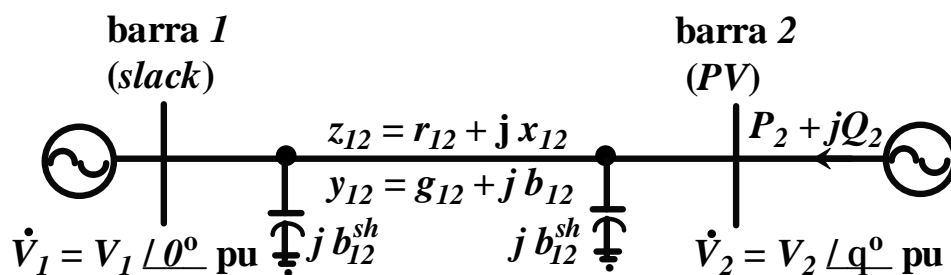 barra 1
(slack)
barra 2
(PV)
z₁₂ = r₁₂ + j x₁₂
y₁₂ = g₁₂ + j b₁₂
P₂ + jQ₂
j b₁₂ˢʰ
j b₁₂ˢʰ
V̇₁ = V₁ /0º pu
V̇₂ = V₂ /qº pu